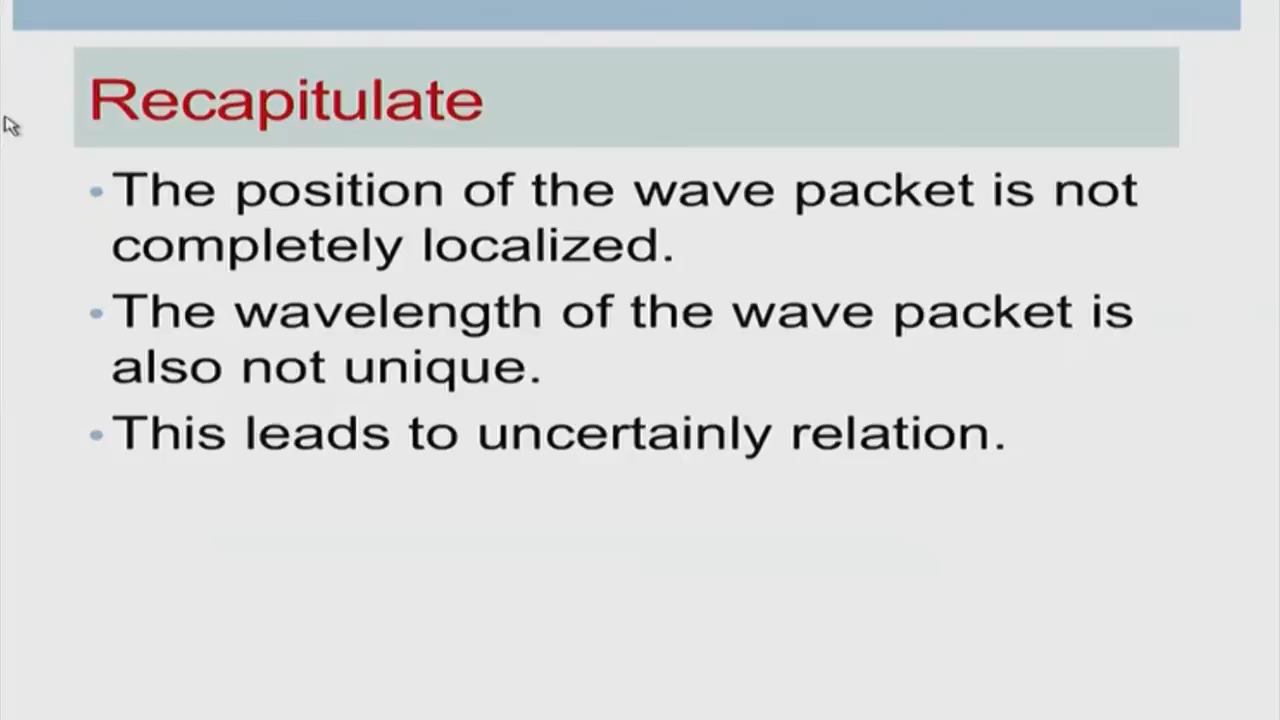 Recapitulate
•The position of the wave packet is not
completely localized.
•The wavelength of the wave packet is
also not unique.
•This leads to uncertainly relation.